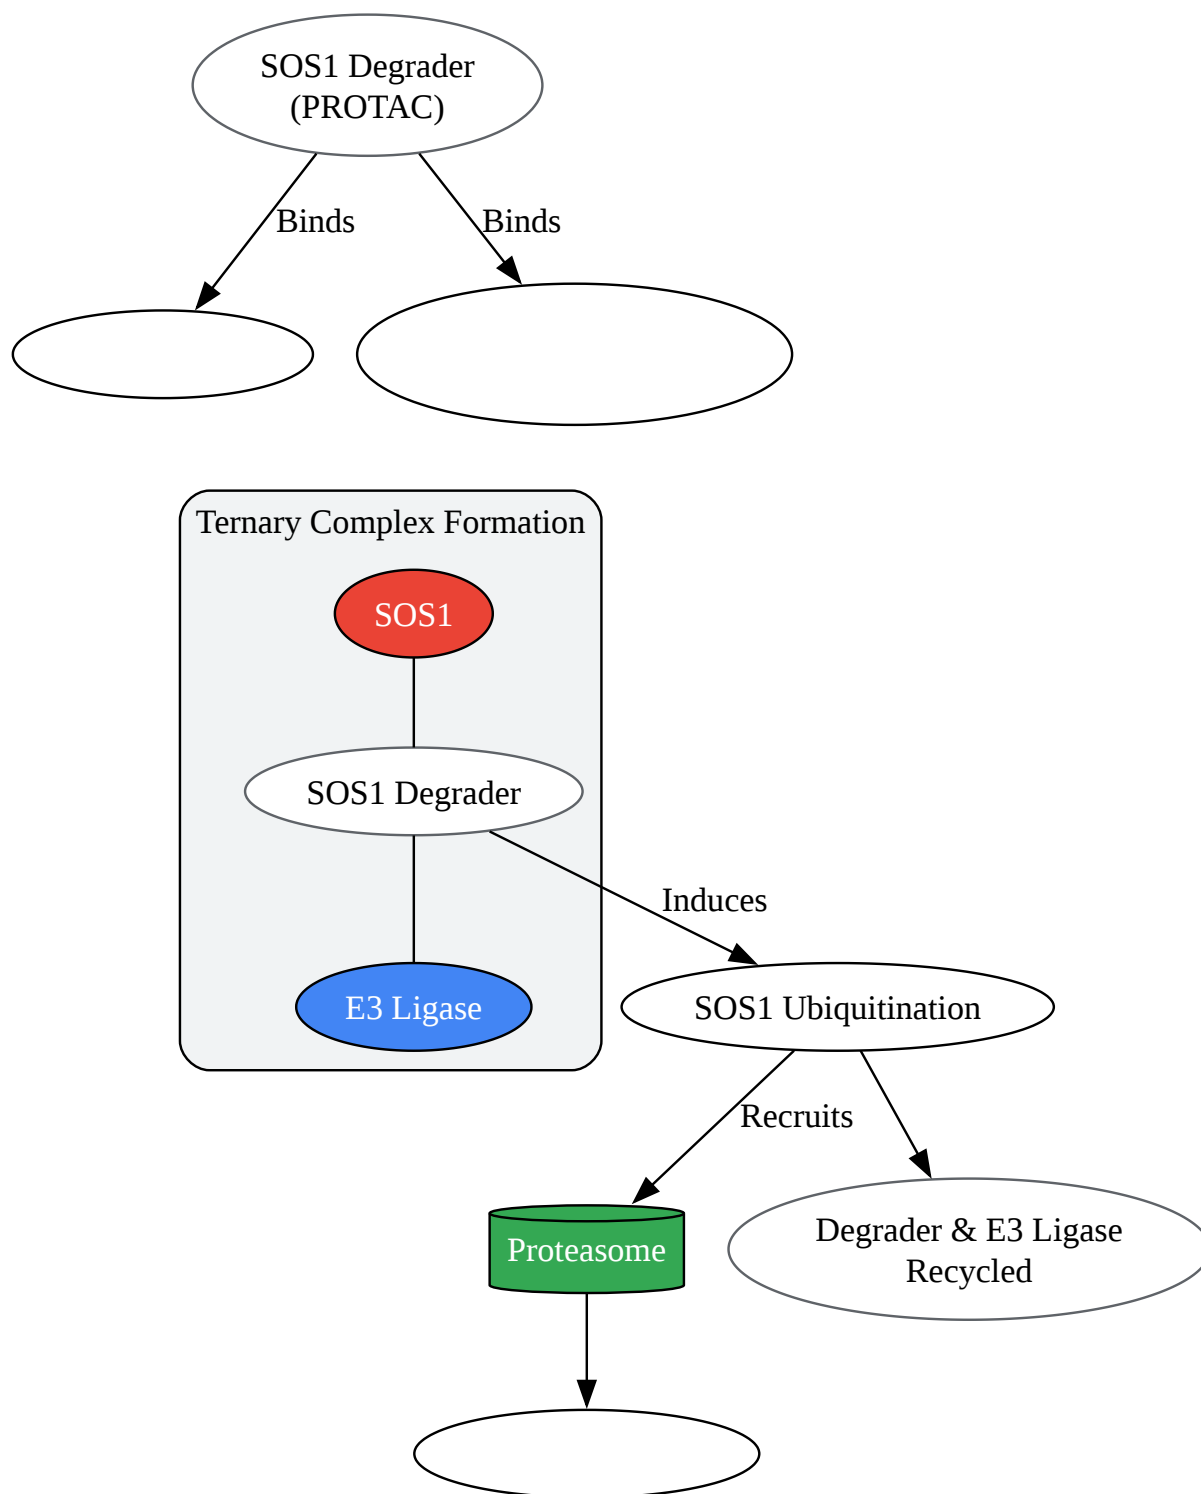 SOS1 Degrader
(PROTAC)
Binds
Binds
Ternary Complex Formation
SOS1
SOS1 Degrader
Induces
E3 Ligase
SOS1 Ubiquitination
Recruits
Proteasome
Degrader & E3 Ligase
Recycled